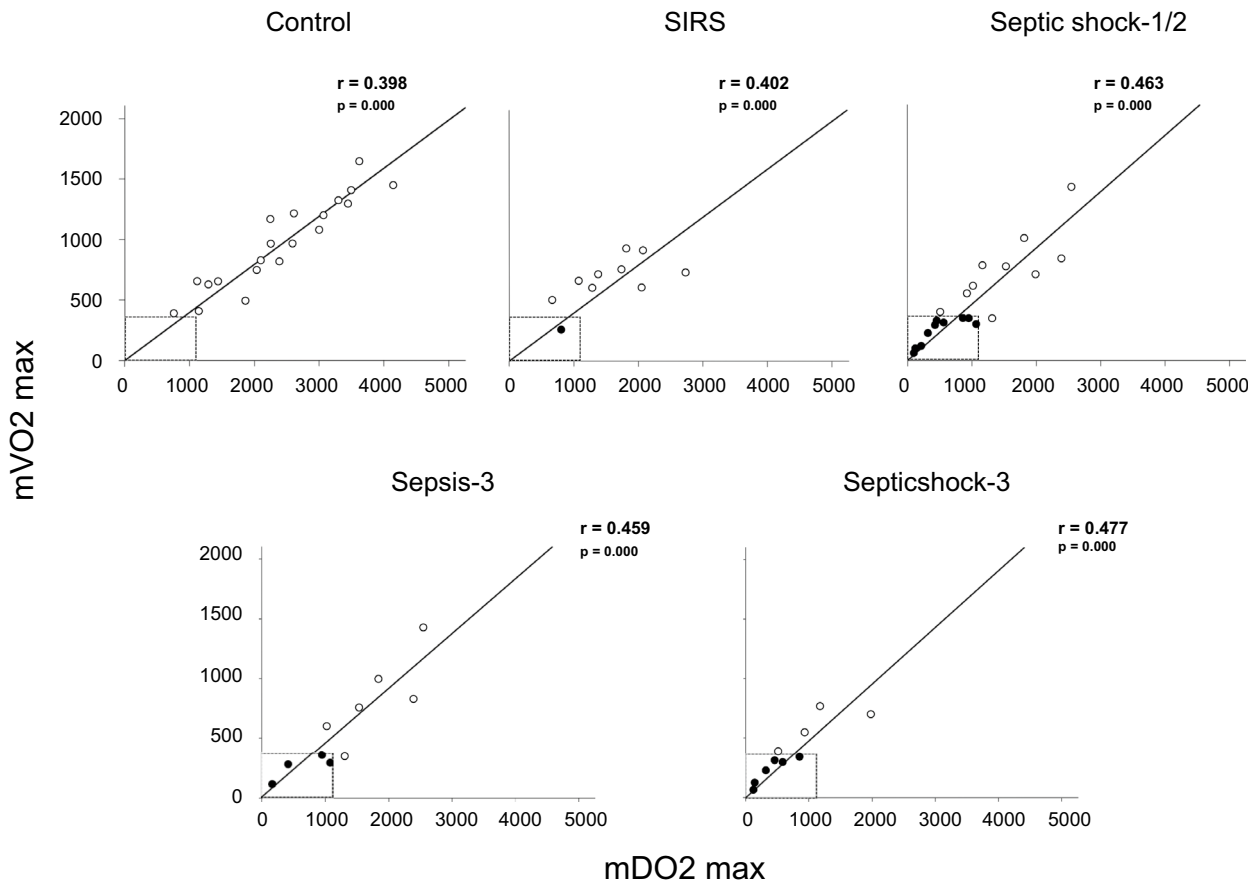 Control
SIRS
Septic shock-1/2
r = 0.398
p = 0.000
r = 0.402
p = 0.000
r = 0.463
p = 0.000
2000
1500
1000
500
0
0 1000 2000 3000 4000 5000
0 1000 2000 3000 4000 5000
0 1000 2000 3000 4000 5000
mVO2 max
Sepsis-3
Septicshock-3
r = 0.459
p = 0.000
r = 0.477
p = 0.000
2000
1500
1000
500
0
0 1000 2000 3000 4000 5000
0 1000 2000 3000 4000 5000
mDO2 max